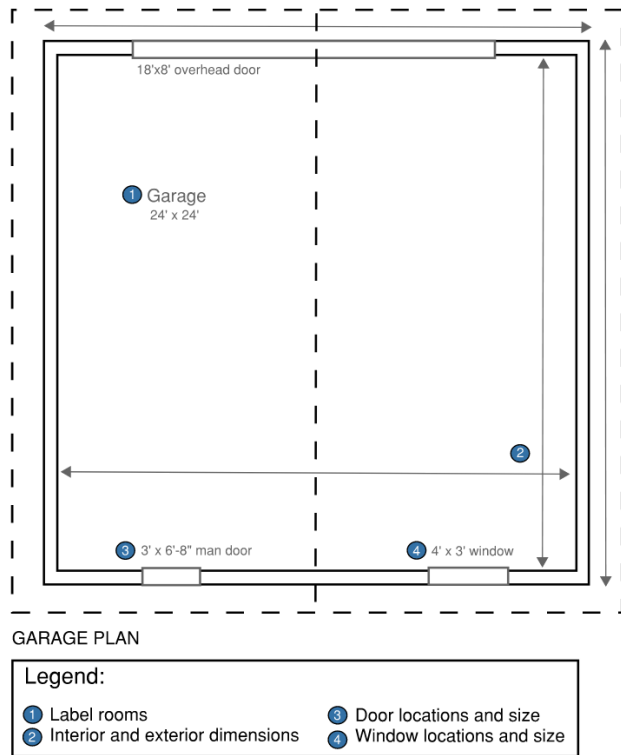 18'x8' overhead door
1 Garage
24' x 24'
2
3 3' x 6'-8" man door
4 4' x 3' window
GARAGE PLAN
Legend:
1 Label rooms
2 Interior and exterior dimensions
3 Door locations and size
4 Window locations and size